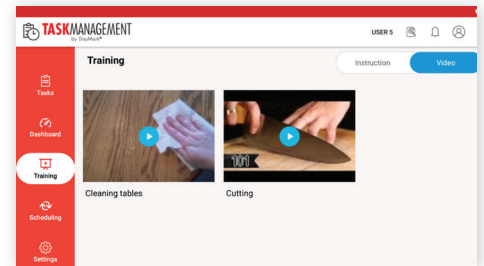 TASKMANAGEMENT
by DayMark®
USER 5
Training
Instruction
Video
Tasks
Dashboard
Training
Scheduling
Settings
101
Cleaning tables
Cutting